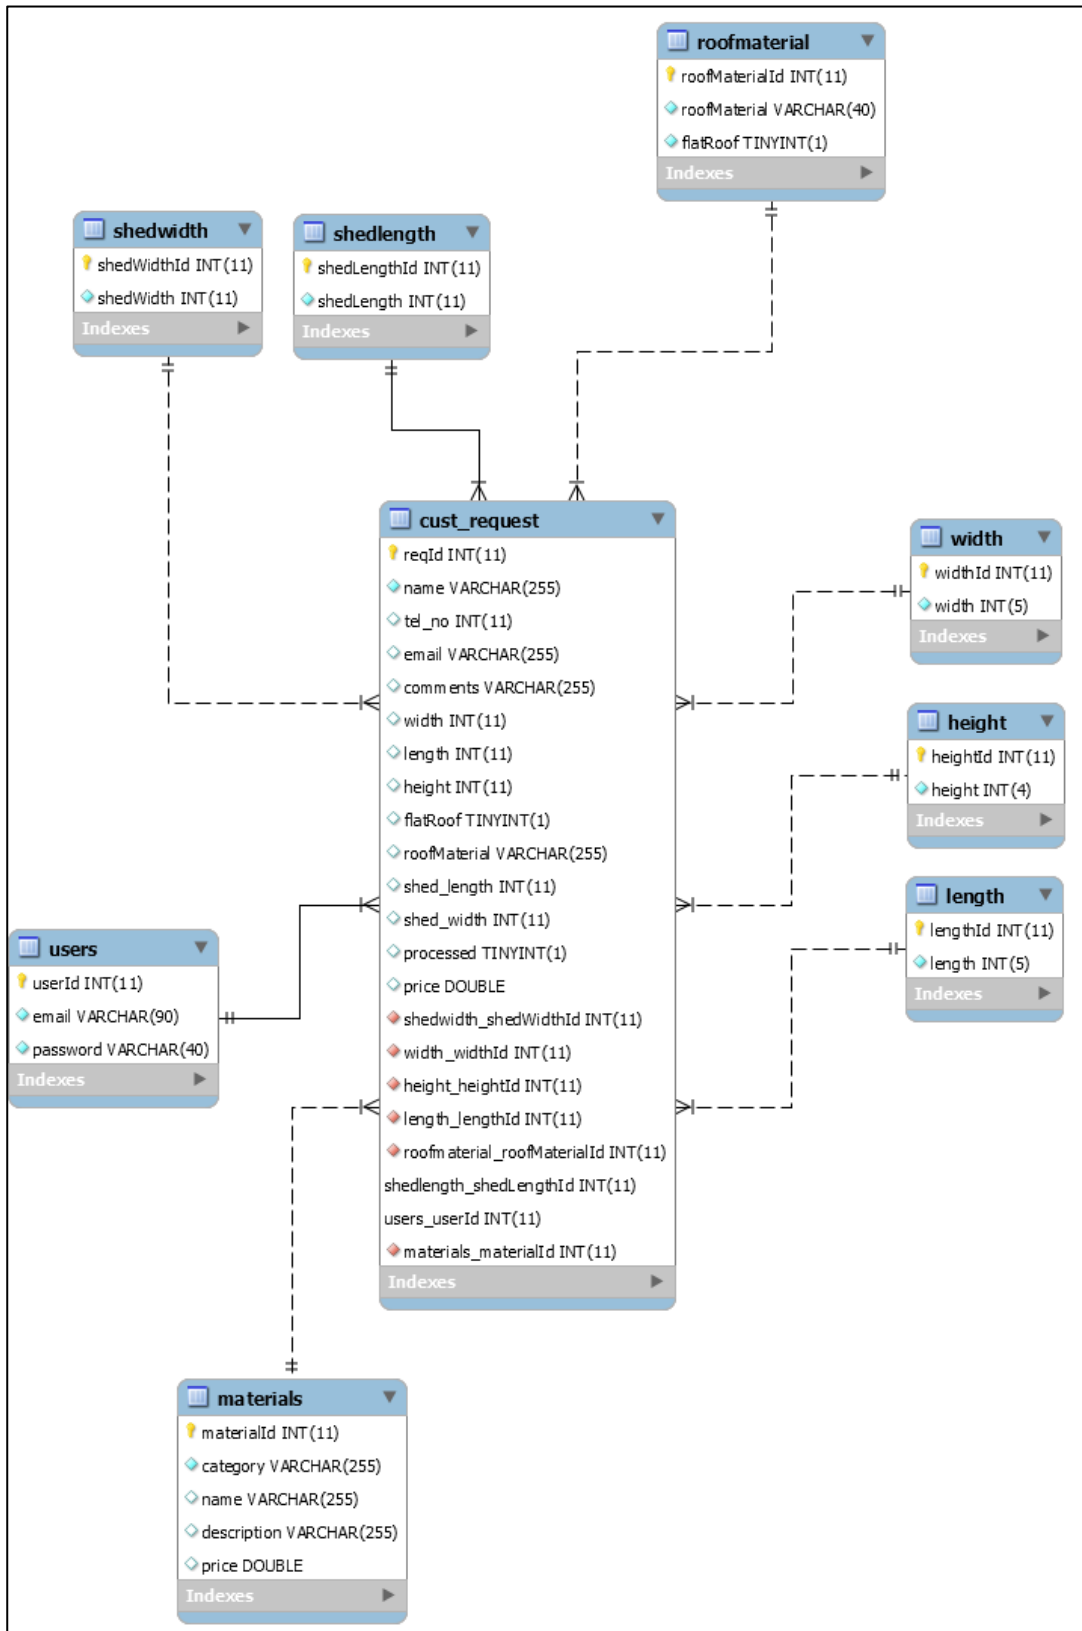 roofmaterial
roofMaterialId INT(11)
roofMaterial VARCHAR(40)
flatRoof TINYINT(1)
Indexes
shedwidth
shedWidthId INT(11)
shedWidth INT(11)
Indexes
shedlength
shedLengthId INT(11)
shedLength INT(11)
Indexes
cust_request
reqId INT(11)
name VARCHAR(255)
tel_no INT(11)
email VARCHAR(255)
comments VARCHAR(255)
width INT(11)
length INT(11)
height INT(11)
flatRoof TINYINT(1)
roofMaterial VARCHAR(255)
shed_length INT(11)
shed_width INT(11)
processed TINYINT(1)
price DOUBLE
shedwidth_shedWidthId INT(11)
width_widthId INT(11)
height_heightId INT(11)
length_lengthId INT(11)
roofmaterial_roofMaterialId INT(11)
shedlength_shedLengthId INT(11)
users_userId INT(11)
materials_materialId INT(11)
Indexes
width
widthId INT(11)
width INT(5)
Indexes
height
heightId INT(11)
height INT(4)
Indexes
length
lengthId INT(11)
length INT(5)
Indexes
users
userId INT(11)
email VARCHAR(90)
password VARCHAR(40)
Indexes
materials
materialId INT(11)
category VARCHAR(255)
name VARCHAR(255)
description VARCHAR(255)
price DOUBLE
Indexes